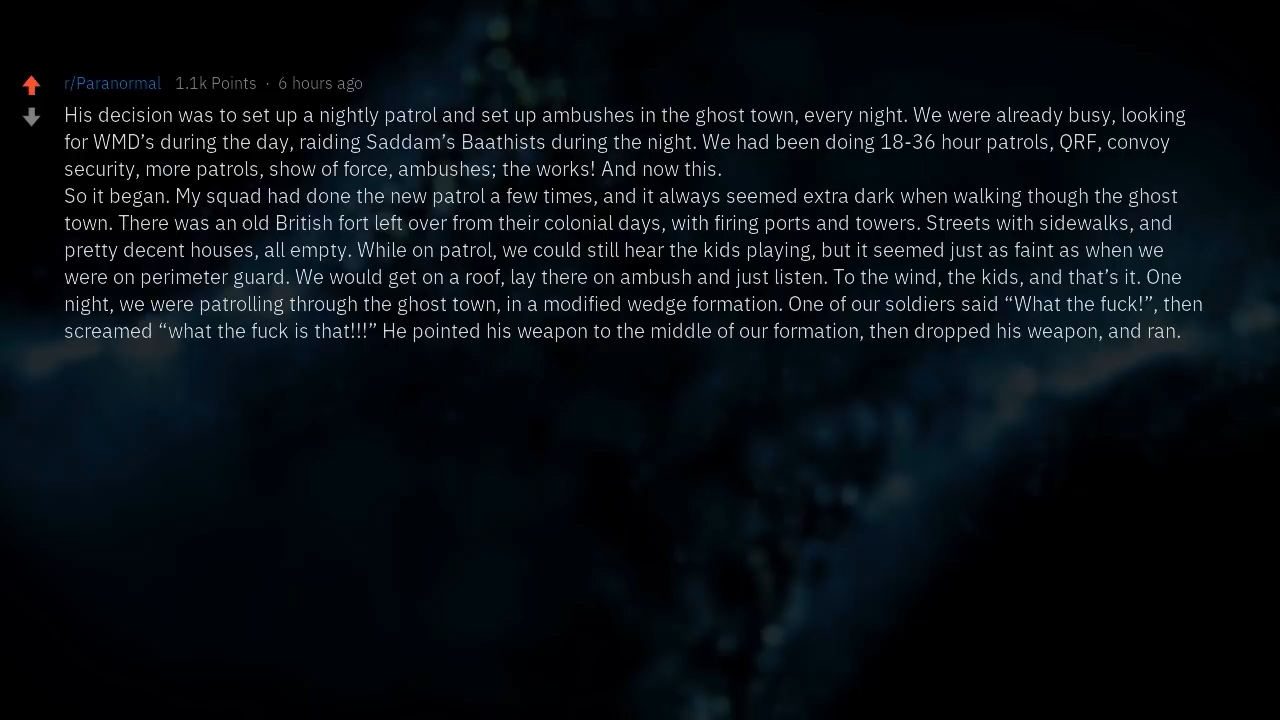 r/Paranormal 1.1k Points · 6 hours ago
His decision was to set up a nightly patrol and set up ambushes in the ghost town, every night. We were already busy, looking
for WMD’s during the day, raiding Saddam’s Baathists during the night. We had been doing 18-36 hour patrols, QRF, convoy
security, more patrols, show of force, ambushes; the works! And now this.
So it began. My squad had done the new patrol a few times, and it always seemed extra dark when walking though the ghost
town. There was an old British fort left over from their colonial days, with firing ports and towers. Streets with sidewalks, and
pretty decent houses, all empty. While on patrol, we could still hear the kids playing, but it seemed just as faint as when we
were on perimeter guard. We would get on a roof, lay there on ambush and just listen. To the wind, the kids, and that’s it. One
night, we were patrolling through the ghost town, in a modified wedge formation. One of our soldiers said “What the fuck!”, then
screamed “what the fuck is that!!!” He pointed his weapon to the middle of our formation, then dropped his weapon, and ran.